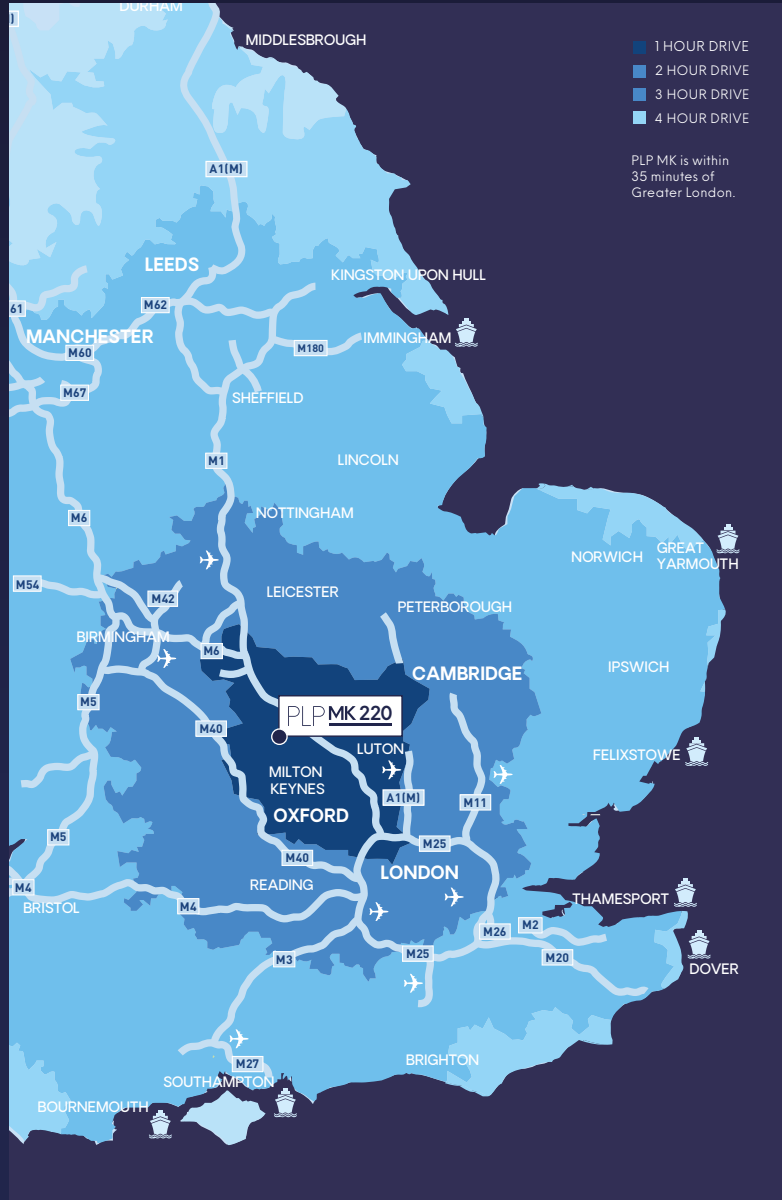 DURHAM
MIDDLESBROUGH
1 HOUR DRIVE
2 HOUR DRIVE
3 HOUR DRIVE
4 HOUR DRIVE
PLP MK is within
35 minutes of
Greater London.
A1(M)
LEEDS
KINGSTON UPON HULL
61
M62
MANCHESTER
M60
M180
IMMINGHAM
M67
SHEFFIELD
M1
LINCOLN
M6
NOTTINGHAM
NORWICH
GREAT
YARMOUTH
M54
M42
LEICESTER
PETERBOROUGH
BIRMINGHAM
M6
CAMBRIDGE
IPSWICH
M5
PLP MK 220
M40
LUTON
FELIXSTOWE
MILTON
KEYNES
A1(M)
M11
OXFORD
M5
M25
M40
LONDON
READING
M4
BRISTOL
M4
THAMESPORT
M26
M2
M3
M25
M20
DOVER
M27
BRIGHTON
SOUTHAMPTON
BOURNEMOUTH